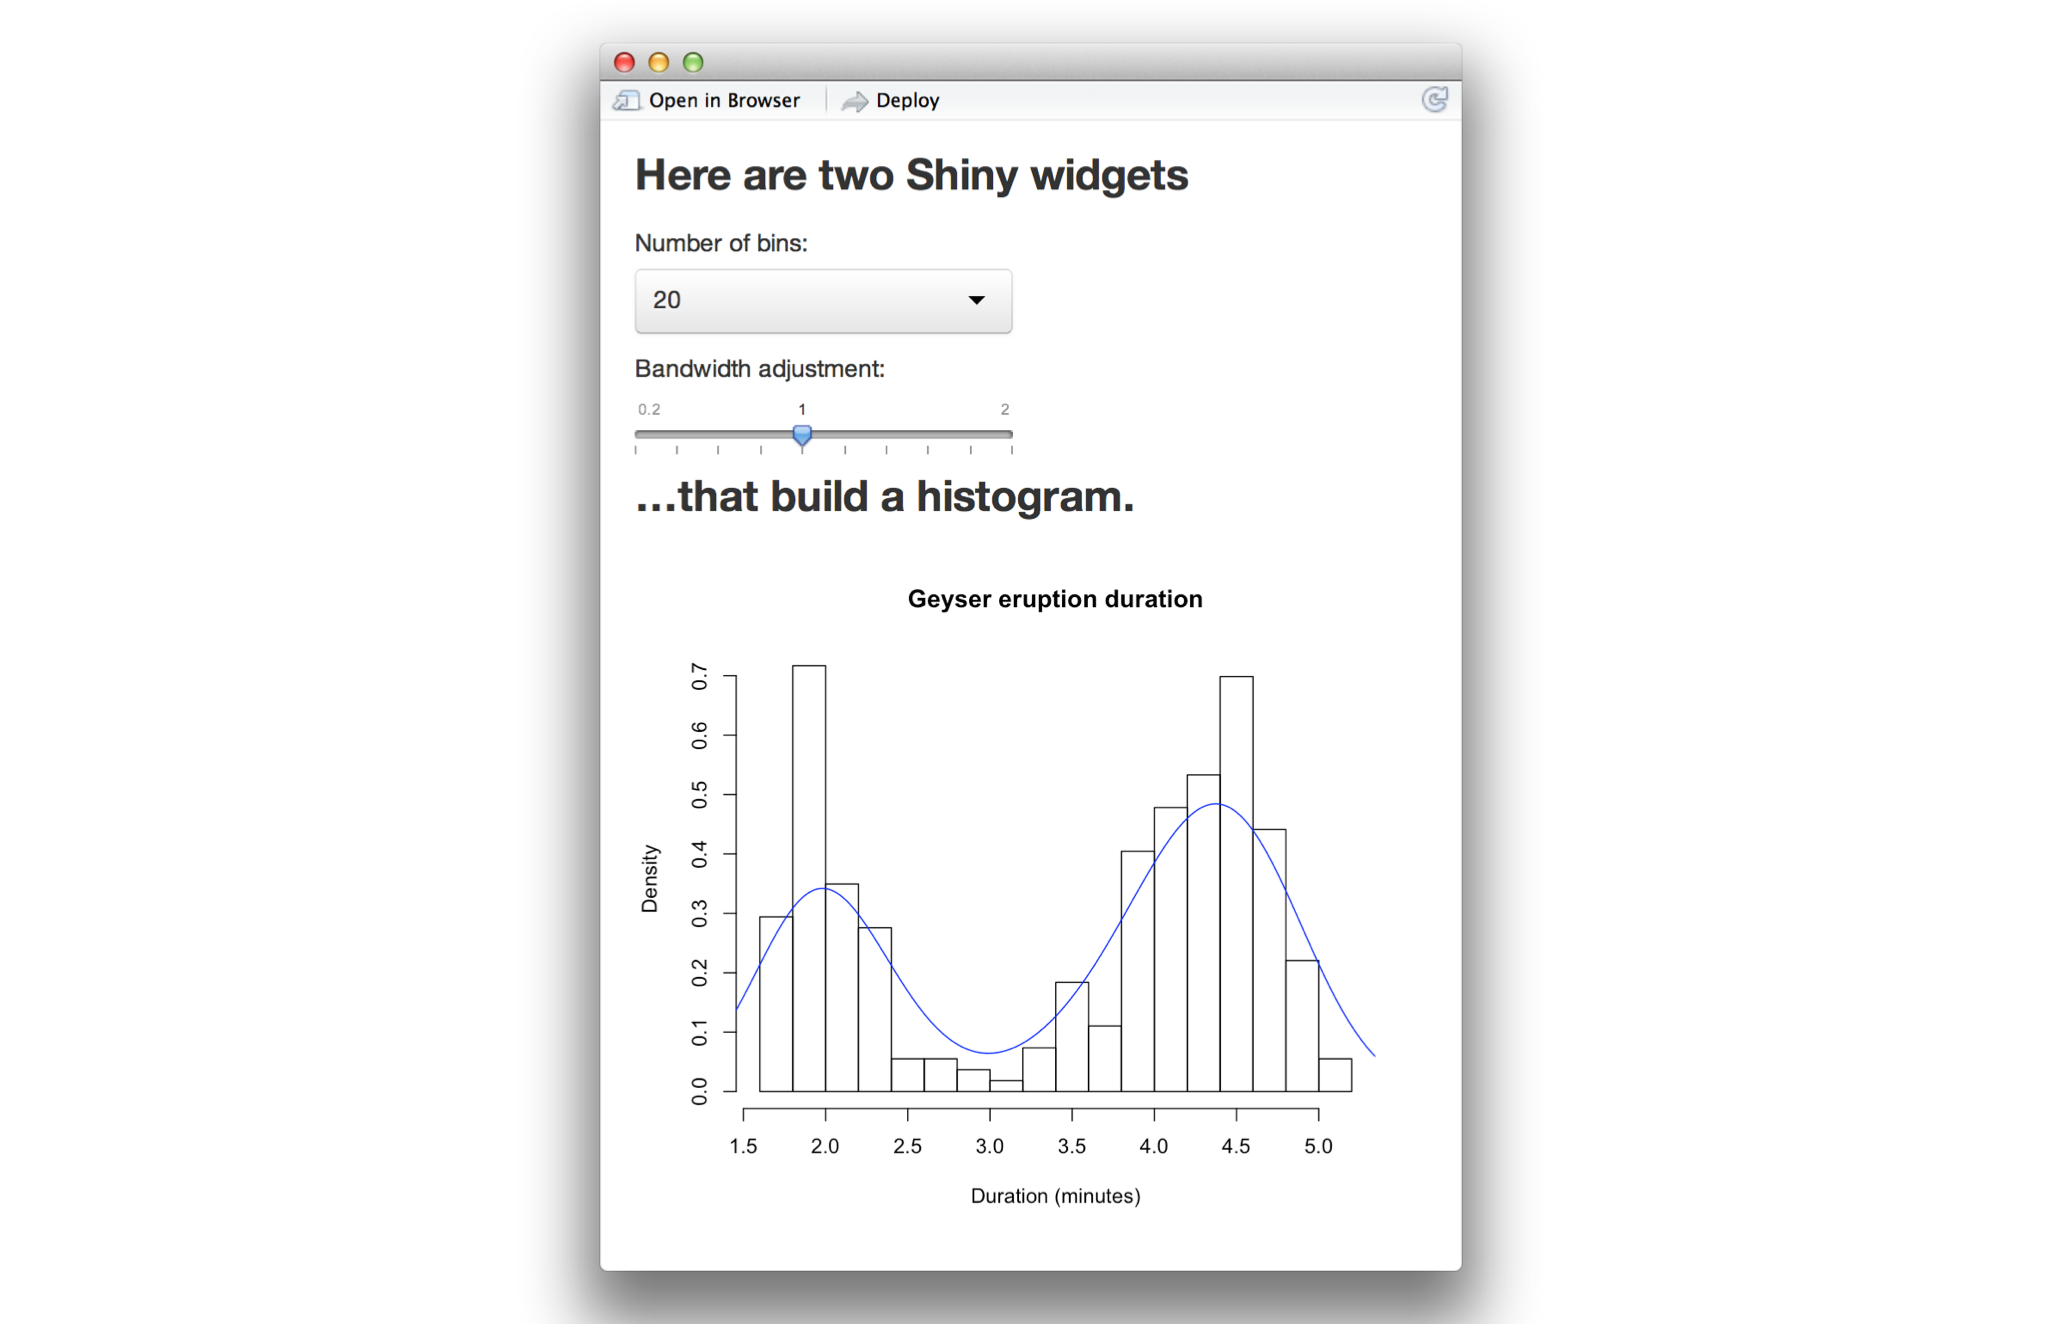 Open in Browser
Deploy
Here are two Shiny widgets
Number of bins:
20
Bandwidth adjustment:
0.2 1 2
...that build a histogram.
Geyser eruption duration
0.7
0.6
0.5
0.4
0.3
0.2
0.1
0.0
Density
1.5 2.0 2.5 3.0 3.5 4.0 4.5 5.0
Duration (minutes)